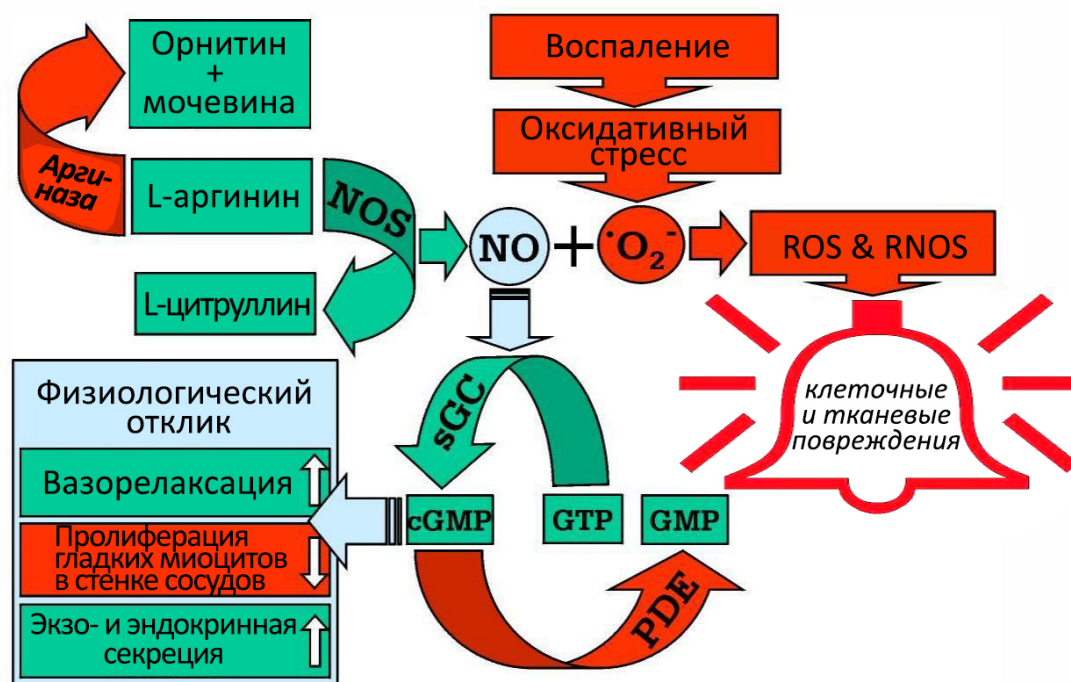 Орнитин
+
мочевина
Арги-
наза
L-аргинин
NOS
L-цитруллин
Воспаление
Оксидативный
стресс
NO + ·O₂⁻
ROS & RNOS
клеточные
и тканевые
повреждения
sGC
cGMP
GTP
GMP
PDE
Физиологический
отклик
Вазорелаксация
Пролиферация
гладких миоцитов
в стенке сосудов
Экзо- и эндокринная
секреция